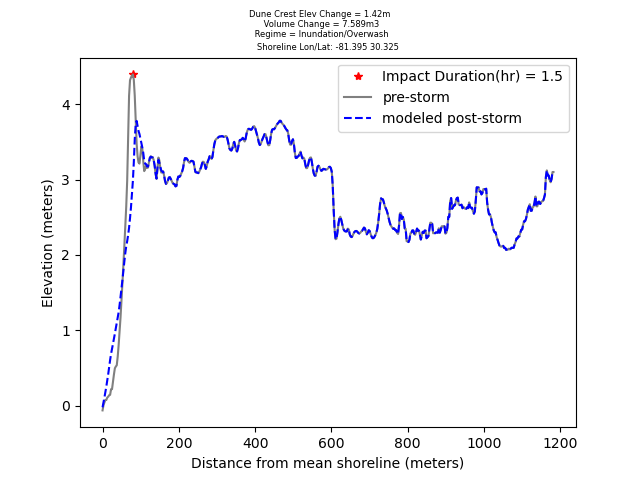 Dune Crest Elev Change = 1.42m
Volume Change = 7.589m3
Regime = Inundation/Overwash
Shoreline Lon/Lat: -81.395 30.325
Impact Duration(hr) = 1.5
pre-storm
modeled post-storm
Elevation (meters)
4
3
2
1
0
0 200 400 600 800 1000 1200
Distance from mean shoreline (meters)